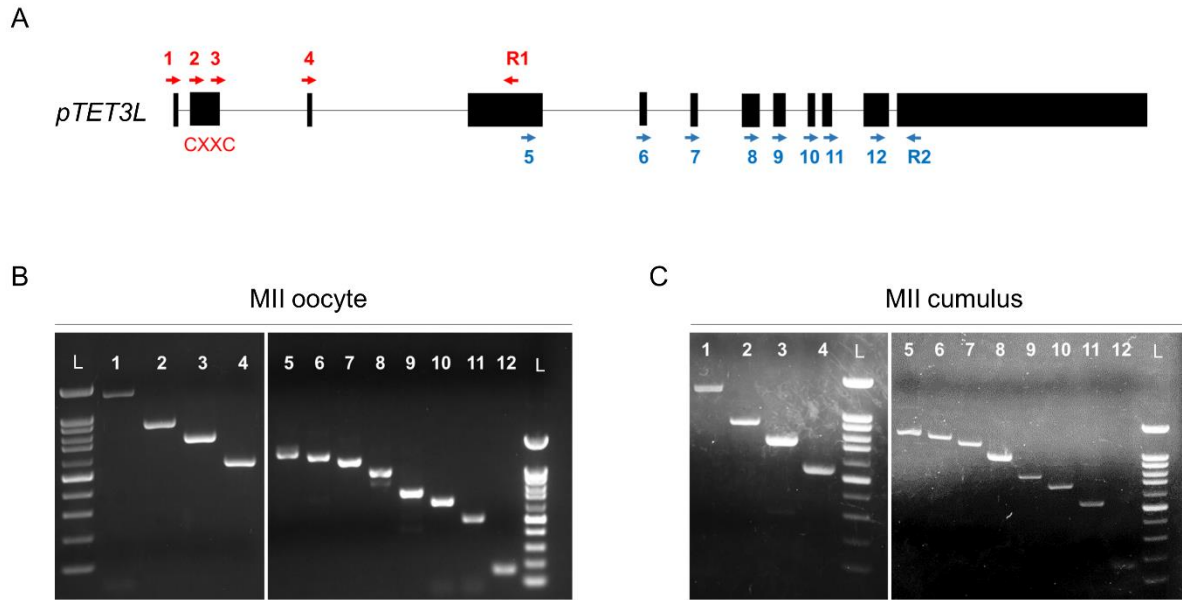 A
1 2 3 4 R1
pTET3L
CXXC
5 6 7 8 9 10 11 12 R2
B
MII oocyte
L 1 2 3 4 5 6 7 8 9 10 11 12 L
C
MII cumulus
1 2 3 4 L 5 6 7 8 9 10 11 12 L